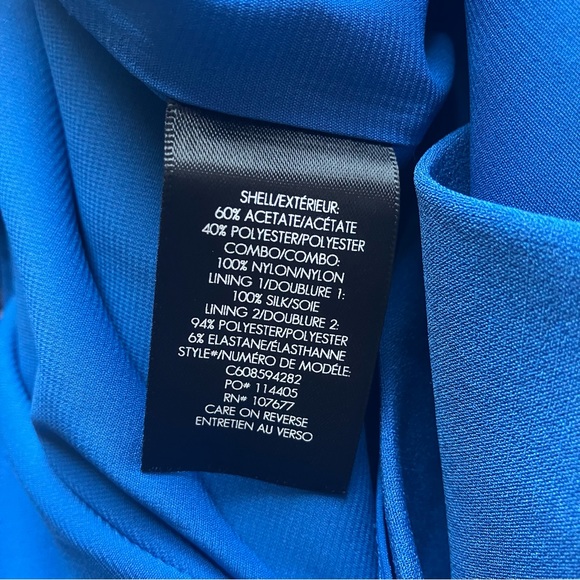 SHELL/EXTÉRIEUR:
60% ACETATE/ACÉTATE
40% POLYESTER/POLYESTER
COMBO/COMBO:
100% NYLON/NYLON
LINING 1/DOUBLURE 1:
100% SILK/SOIE
LINING 2/DOUBLURE 2:
94% POLYESTER/POLYESTER
6% ELASTANE/ÉLASTHANNE
STYLE#/NUMÉRO DE MODÉLE:
C608594282
PO# 114405
RN# 107677
CARE ON REVERSE
ENTRETIEN AU VERSO